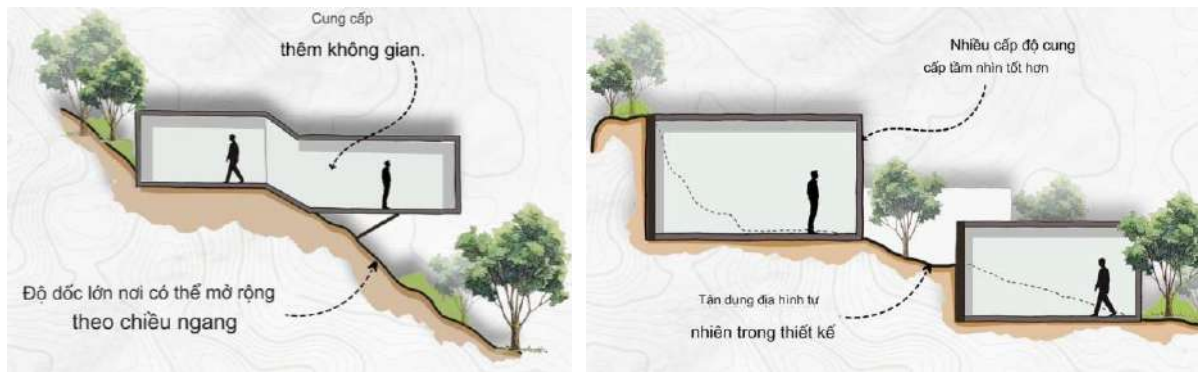 Cung cấp
thêm không gian.
Độ dốc lớn nơi có thể mở rộng
theo chiều ngang
Nhiều cấp độ cung
cấp tầm nhìn tốt hơn
Tận dụng địa hình tự
nhiên trong thiết kế